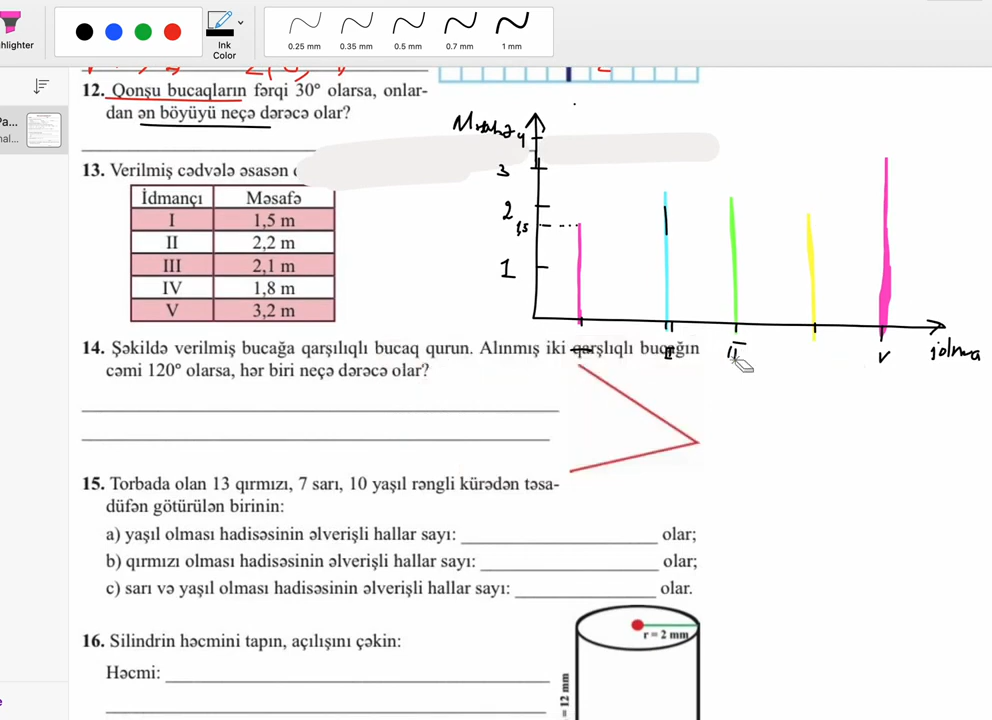 hlighter
Ink
Color
0.25 mm 0.35 mm 0.5 mm 0.7 mm 1 mm
12. Qonşu bucaqların fərqi 30° olarsa, onlar-
dan ən böyüyü neçə dərəcə olar?
13. Verilmiş cədvələ əsasən
İdmançı Məsafə
I 1,5 m
II 2,2 m
III 2,1 m
IV 1,8 m
V 3,2 m
4
3
2
1,5
1
II
V
14. Şəkildə verilmiş bucağa qarşılıqlı bucaq qurun. Alınmış iki qarşılıqlı bucağın
cəmi 120° olarsa, hər biri neçə dərəcə olar?
15. Torbada olan 13 qırmızı, 7 sarı, 10 yaşıl rəngli kürədən təsa-
düfən götürülən birinin:
a) yaşıl olması hadisəsinin əlverişli hallar sayı: olar;
b) qırmızı olması hadisəsinin əlverişli hallar sayı: olar;
c) sarı və yaşıl olması hadisəsinin əlverişli hallar sayı: olar.
16. Silindrin həcmini tapın, açılışını çəkin:
Həcmi:
r = 2 mm
= 12 mm